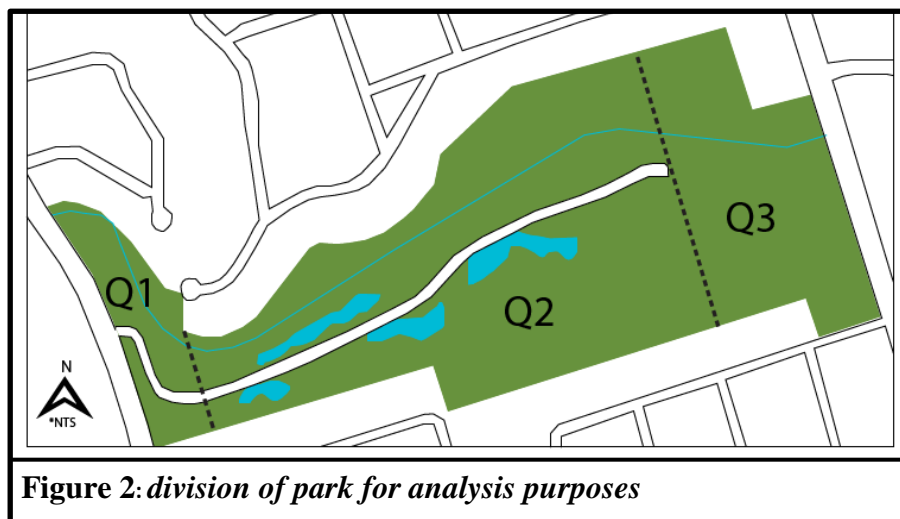 Q1
Q2
Q3
N
*NTS
Figure 2: division of park for analysis purposes